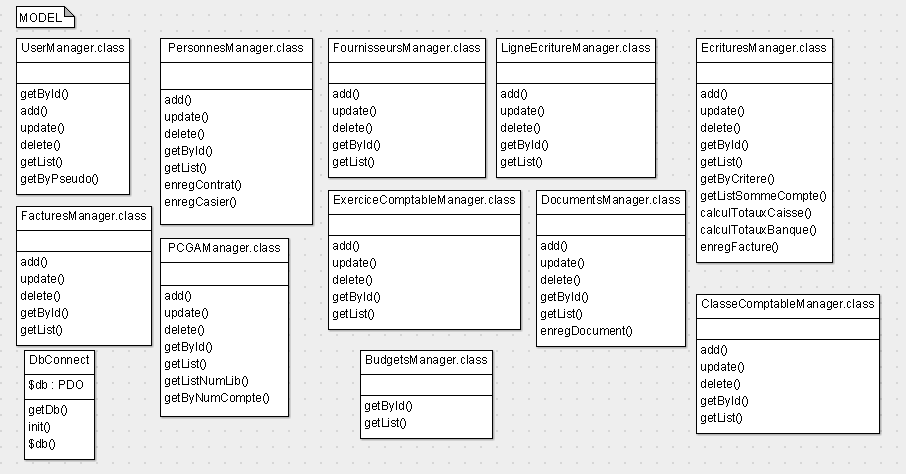 MODEL
UserManager.class
getById()
add()
update()
delete()
getList()
getByPseudo()
PersonnesManager.class
add()
update()
delete()
getById()
getList()
enregContrat()
enregCasier()
FournisseursManager.class
add()
update()
delete()
getById()
getList()
LigneEcritureManager.class
add()
update()
delete()
getById()
getList()
EcrituresManager.class
add()
update()
delete()
getById()
getList()
getByCritere()
getListSommeCompte()
calculTotauxCaisse()
calculTotauxBanque()
enregFacture()
FacturesManager.class
add()
update()
delete()
getById()
getList()
PCGAManager.class
add()
update()
delete()
getById()
getList()
getListNumLib()
getByNumCompte()
ExerciceComptableManager.class
add()
update()
delete()
getById()
getList()
DocumentsManager.class
add()
update()
delete()
getById()
getList()
enregDocument()
ClasseComptableManager.class
add()
update()
delete()
getById()
getList()
DbConnect
$db : PDO
getDb()
init()
$db()
BudgetsManager.class
getById()
getList()